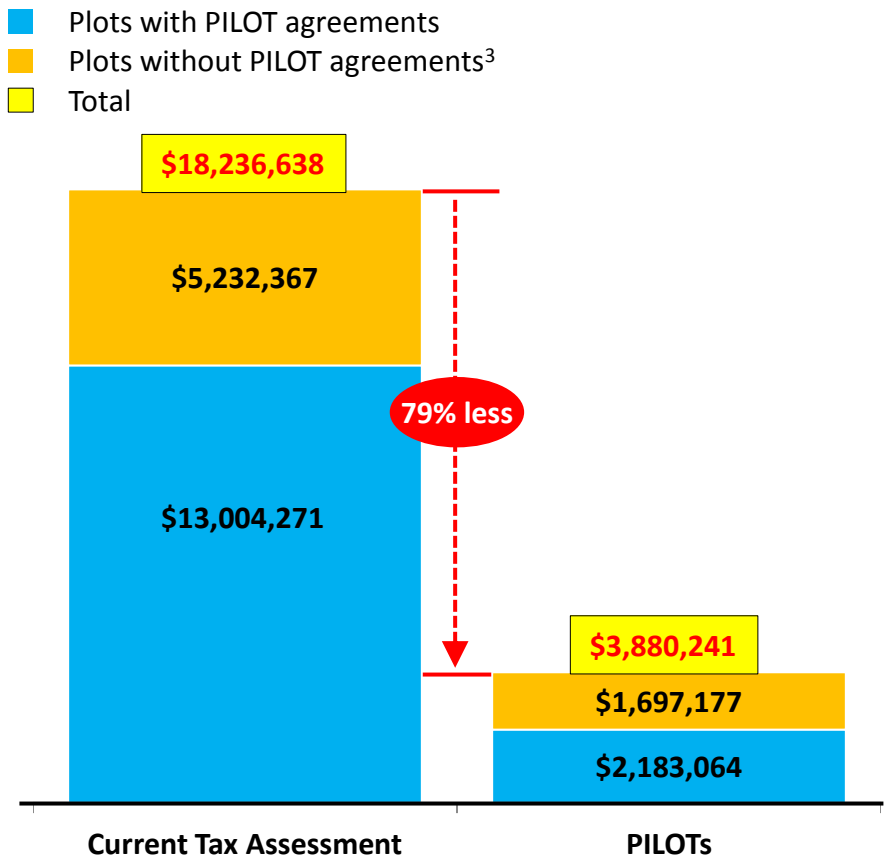 Plots with PILOT agreements
Plots without PILOT agreements³
Total
$18,236,638
$5,232,367
79% less
$13,004,271
$3,880,241
$1,697,177
$2,183,064
Current Tax Assessment
PILOTs